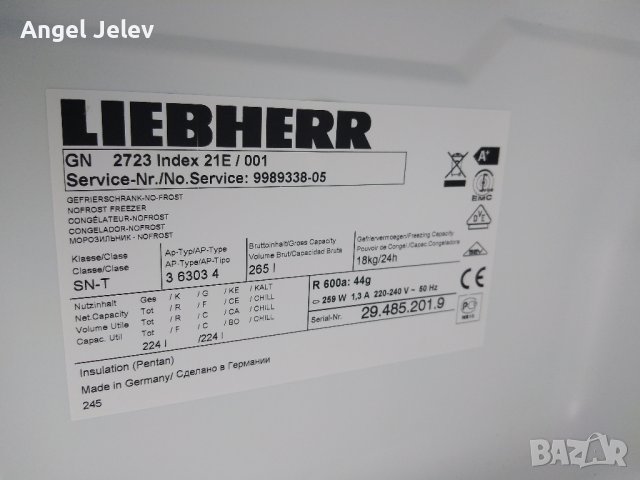 Angel Jelev
LIEBHERR
GN 2723 Index 21E / 001
Service-Nr./No.Service: 9989338-05
GEFRIERSCHRANK-NO-FROST
NOFROST FREEZER
CONGÉLATEUR-NOFROST
CONGELADOR-NOFROST
МОРОЗИЛЬНИК - NOFROST
Klasse/Class Ap-Typ/AP-Type Bruttoinhalt/Gross Capacity Gefriervermoegen/Freezing Capacity
Classe/Clase AP-Type/AP-Tipo Volume Brut/Capacidad Bruta Pouvoir de Congel./Cap.Congeladora
SN-T 3 6303 4 265 l 18kg/24h
Nutzinhalt Ges / K / G / KE / KALT
Net.Capacity Tot / R / F / CE / CHILL
Volume Utile Tot / R / C / CA / CHILL
Capac. Util Tot / F / C / BO / CHILL
224 l /224 l
R 600a: 44g
259 W 1,3 A 220-240 V ~ 50 Hz
Serial-Nr. 29.485.201.9
Insulation (Pentan)
Made in Germany/ Сделано в Германии
245
A+
EMC
DVE
CE
BAZAR